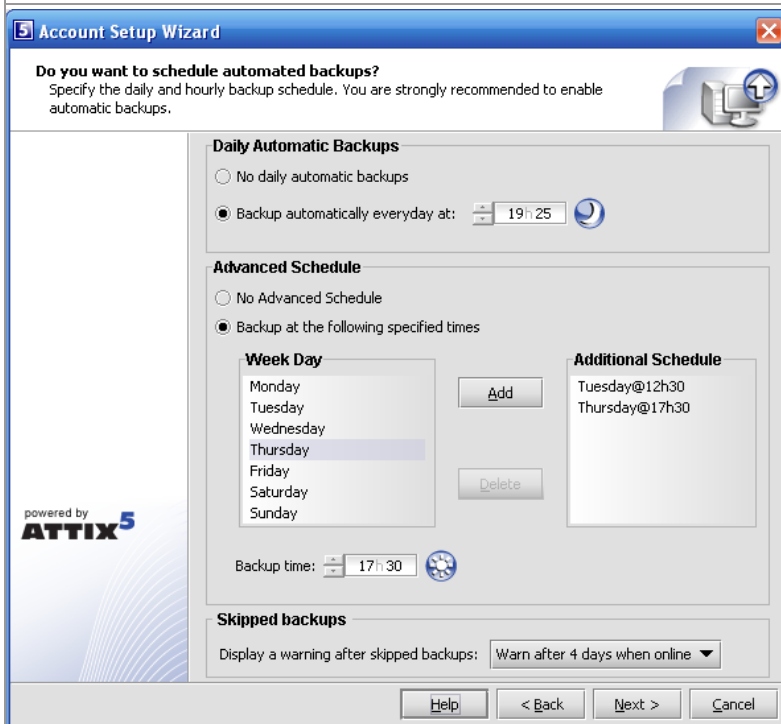 5 Account Setup Wizard
Do you want to schedule automated backups?
Specify the daily and hourly backup schedule. You are strongly recommended to enable
automatic backups.
Daily Automatic Backups
No daily automatic backups
Backup automatically everyday at: 19h25
Advanced Schedule
No Advanced Schedule
Backup at the following specified times
Week Day
Monday
Tuesday
Wednesday
Thursday
Friday
Saturday
Sunday
Add
Delete
Additional Schedule
Tuesday@12h30
Thursday@17h30
Backup time: 17h30
powered by
ATTIX5
Skipped backups
Display a warning after skipped backups: Warn after 4 days when online
Help < Back Next > Cancel